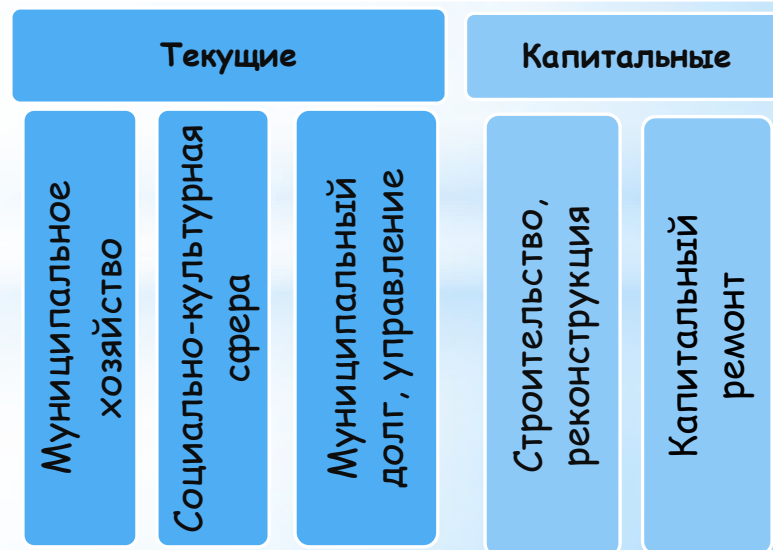 Текущие
Капитальные
Муниципальное
хозяйство
Социально-культурная
сфера
Муниципальный
долг, управление
Строительство,
реконструкция
Капитальный
ремонт